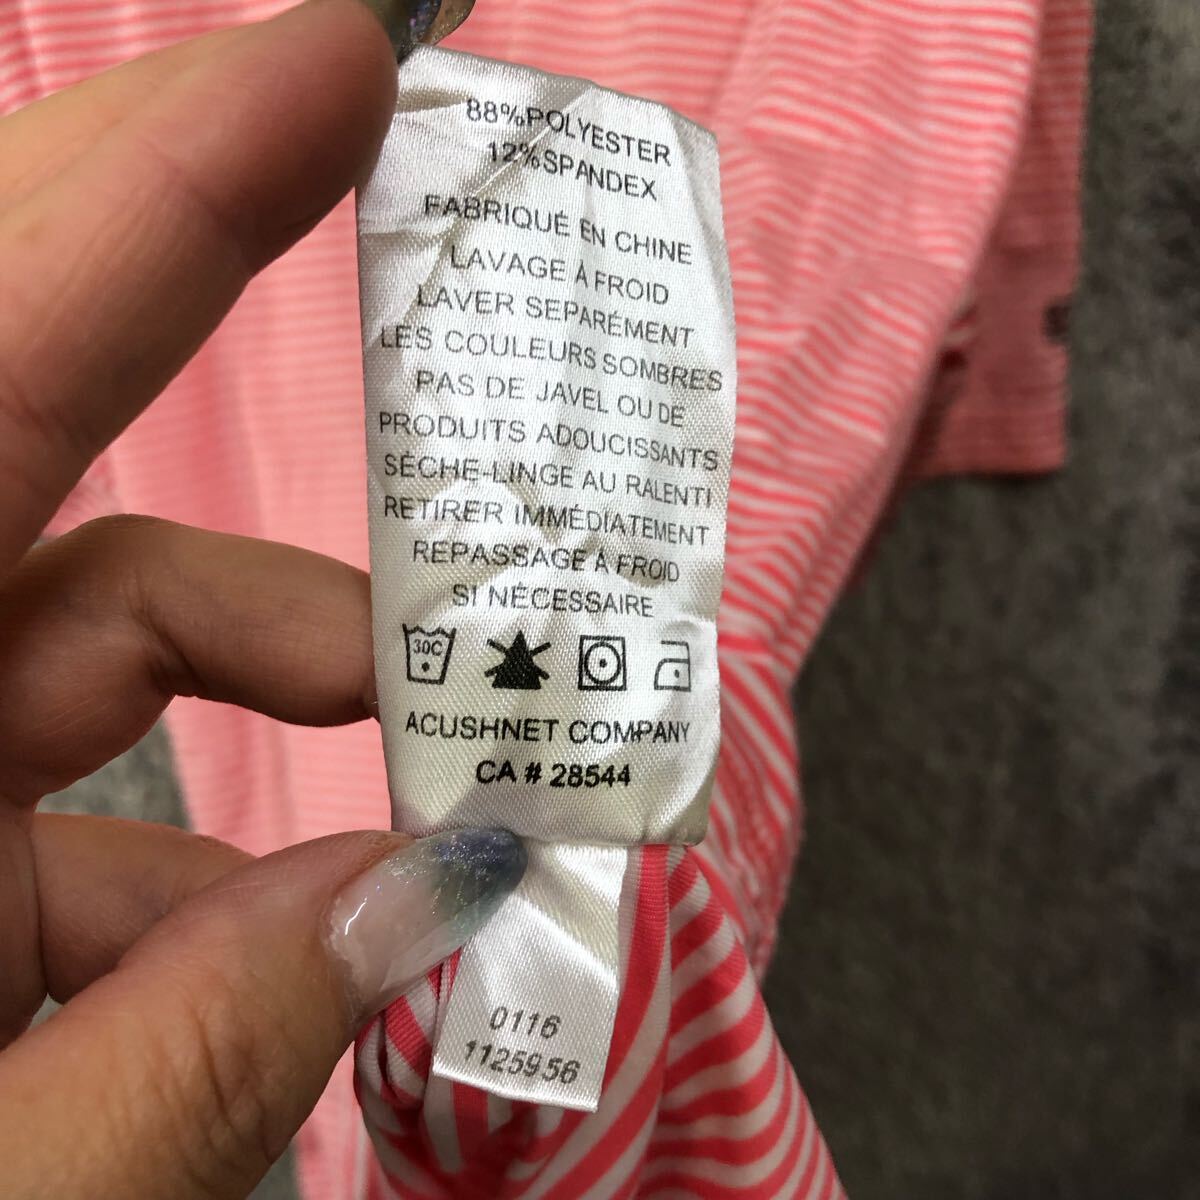 88%POLYESTER
12%SPANDEX
FABRIQUÉ EN CHINE
LAVAGE À FROID
LAVER SEPARÉMENT
LES COULEURS SOMBRES
PAS DE JAVEL OU DE
PRODUITS ADOUCISSANTS
SÈCHE-LINGE AU RALENTI
RETIRER IMMÉDIATEMENT
REPASSAGE À FROID
SI NÉCESSAIRE
30C
ACUSHNET COMPANY
CA # 28544
0116
1125956